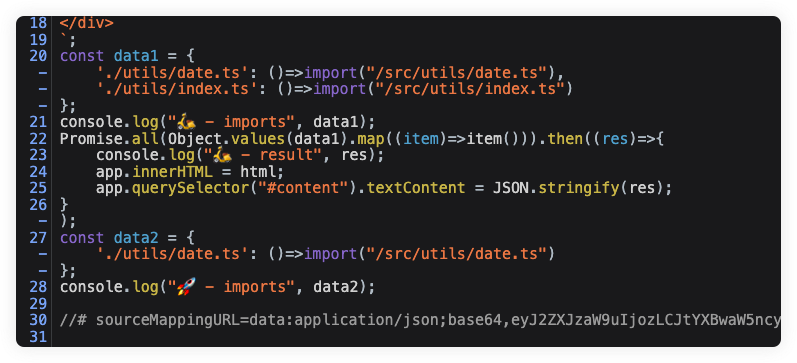 18 </div>
19 `;
20 const data1 = {
-     './utils/date.ts': ()=>import("/src/utils/date.ts"),
-     './utils/index.ts': ()=>import("/src/utils/index.ts")
- };
21 console.log("🛵 - imports", data1);
22 Promise.all(Object.values(data1).map((item)=>item())).then((res)=>{
23     console.log("🛵 - result", res);
24     app.innerHTML = html;
25     app.querySelector("#content").textContent = JSON.stringify(res);
26 }
- );
27 const data2 = {
-     './utils/date.ts': ()=>import("/src/utils/date.ts")
- };
28 console.log("🚀 - imports", data2);
29
30 //# sourceMappingURL=data:application/json;base64,eyJ2ZXJzaW9uIjozLCJtYXBwaW5ncy
31